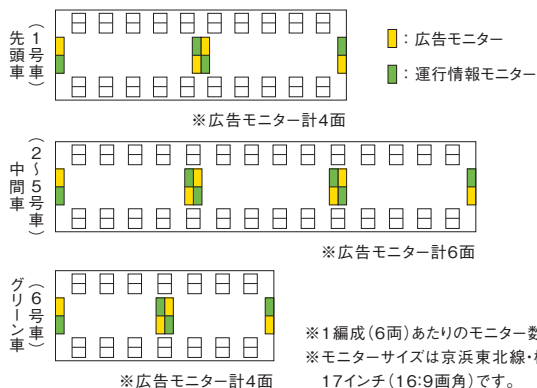 先頭車
（1号車）
：広告モニター
：運行情報モニター
※広告モニター計4面
中間車
（2〜5号車）
※広告モニター計6面
グリーン車
（6号車）
※広告モニター計4面
※1編成（6両）あたりのモニター数
※モニターサイズは京浜東北線・
17インチ（16:9画角）です。